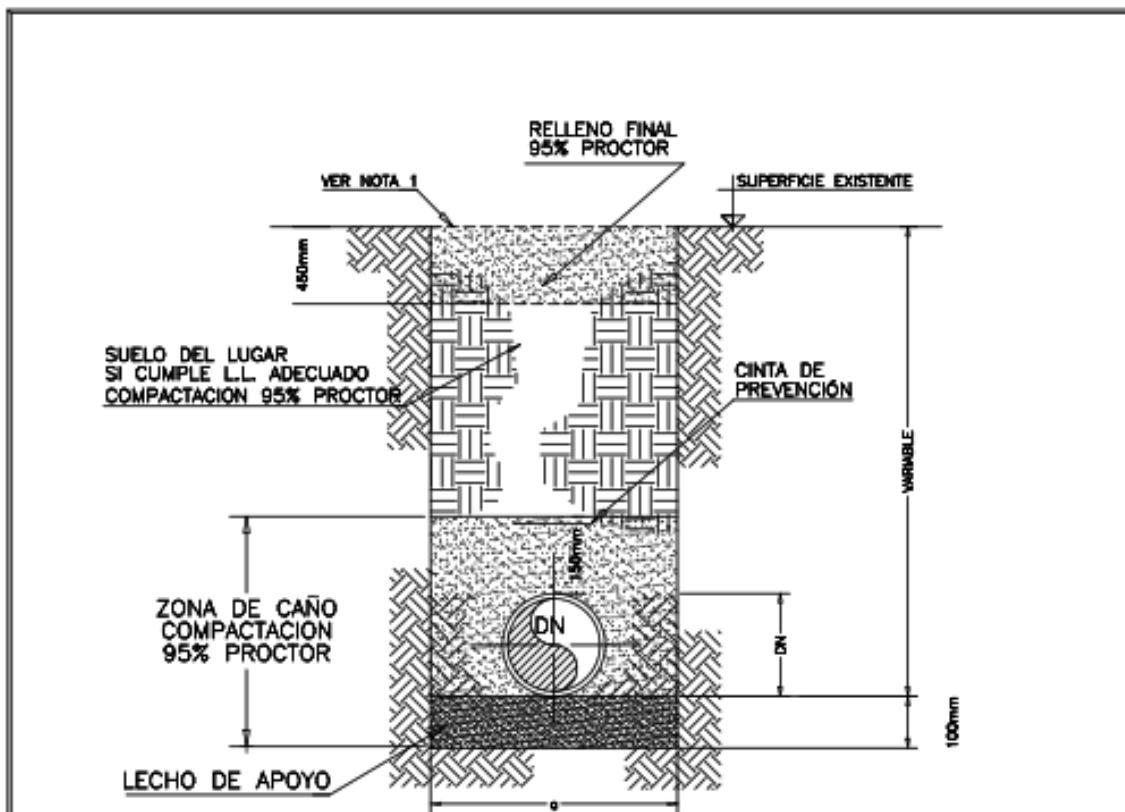 RELLENO FINAL
95% PROCTOR
VER NOTA 1
SUPERFICIE EXISTENTE
450mm
SUELO DEL LUGAR
SI CUMPLE L.L. ADECUADO
COMPACTACION 95% PROCTOR
CINTA DE
PREVENCIÓN
VARIABLE
150mm
ZONA DE CAÑO
COMPACTACION
95% PROCTOR
DN
DN
100mm
LECHO DE APOYO